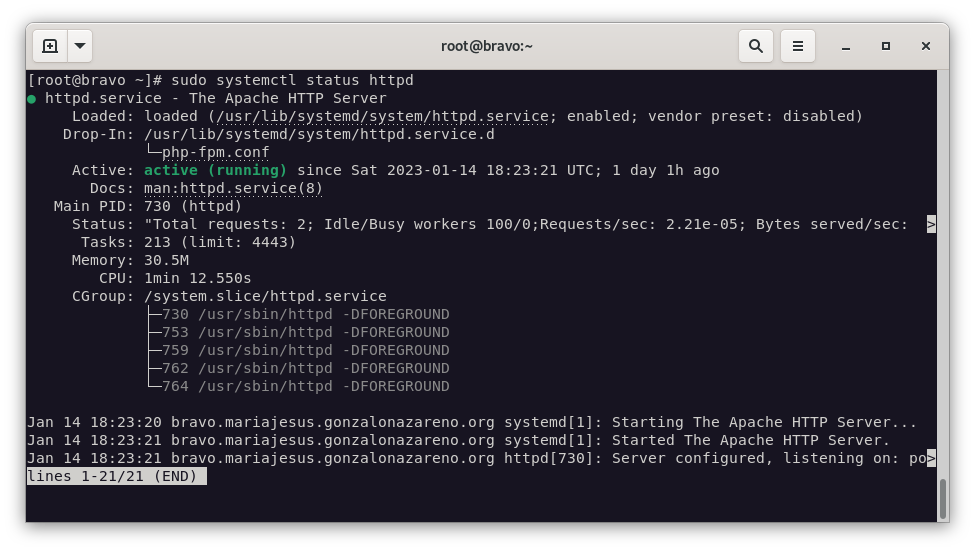 root@bravo:~
[root@bravo ~]# sudo systemctl status httpd
● httpd.service - The Apache HTTP Server
     Loaded: loaded (/usr/lib/systemd/system/httpd.service; enabled; vendor preset: disabled)
    Drop-In: /usr/lib/systemd/system/httpd.service.d
             └─php-fpm.conf
     Active: active (running) since Sat 2023-01-14 18:23:21 UTC; 1 day 1h ago
       Docs: man:httpd.service(8)
   Main PID: 730 (httpd)
     Status: "Total requests: 2; Idle/Busy workers 100/0;Requests/sec: 2.21e-05; Bytes served/sec:  >
      Tasks: 213 (limit: 4443)
     Memory: 30.5M
        CPU: 1min 12.550s
     CGroup: /system.slice/httpd.service
             ├─730 /usr/sbin/httpd -DFOREGROUND
             ├─753 /usr/sbin/httpd -DFOREGROUND
             ├─759 /usr/sbin/httpd -DFOREGROUND
             ├─762 /usr/sbin/httpd -DFOREGROUND
             └─764 /usr/sbin/httpd -DFOREGROUND
Jan 14 18:23:20 bravo.mariajesus.gonzalonazareno.org systemd[1]: Starting The Apache HTTP Server...
Jan 14 18:23:21 bravo.mariajesus.gonzalonazareno.org systemd[1]: Started The Apache HTTP Server.
Jan 14 18:23:21 bravo.mariajesus.gonzalonazareno.org httpd[730]: Server configured, listening on: po>
lines 1-21/21 (END)